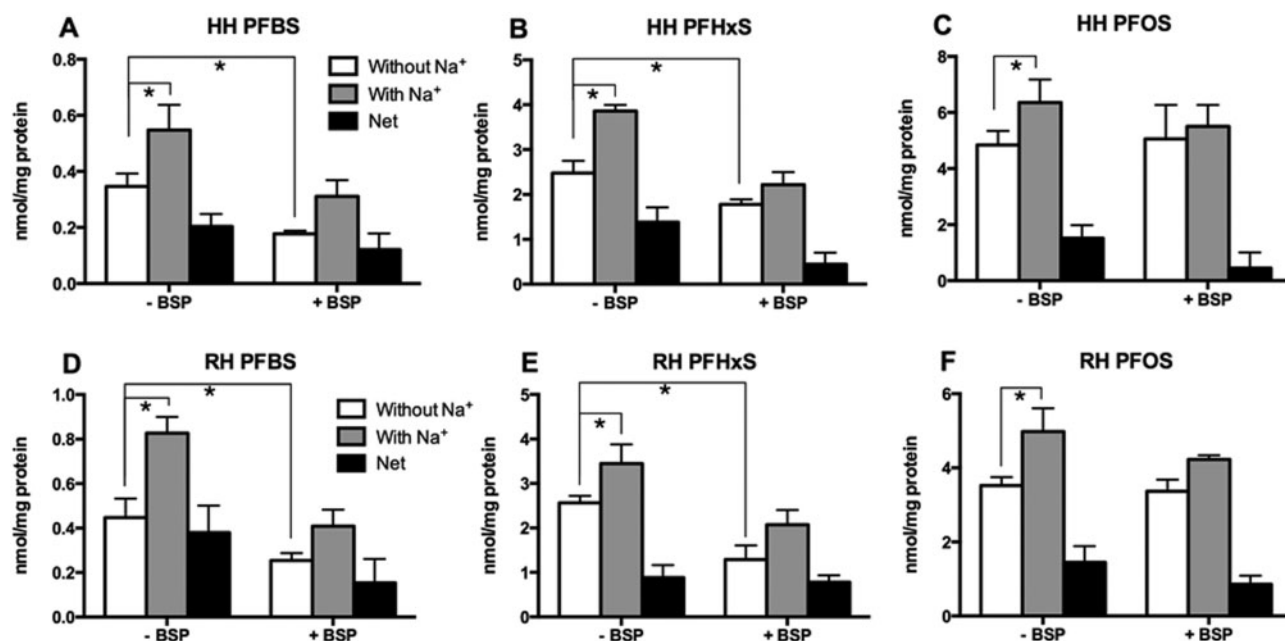 A HH PFBS
nmol/mg protein
0.8
0.6
0.4
0.2
0.0
*
*
Without Na⁺
With Na⁺
Net
- BSP + BSP
B HH PFHxS
nmol/mg protein
5
4
3
2
1
0
*
*
- BSP + BSP
C HH PFOS
nmol/mg protein
8
6
4
2
0
*
- BSP + BSP
D RH PFBS
nmol/mg protein
1.0
0.8
0.6
0.4
0.2
0.0
*
*
Without Na⁺
With Na⁺
Net
- BSP + BSP
E RH PFHxS
nmol/mg protein
5
4
3
2
1
0
*
*
- BSP + BSP
F RH PFOS
nmol/mg protein
8
6
4
2
0
*
- BSP + BSP